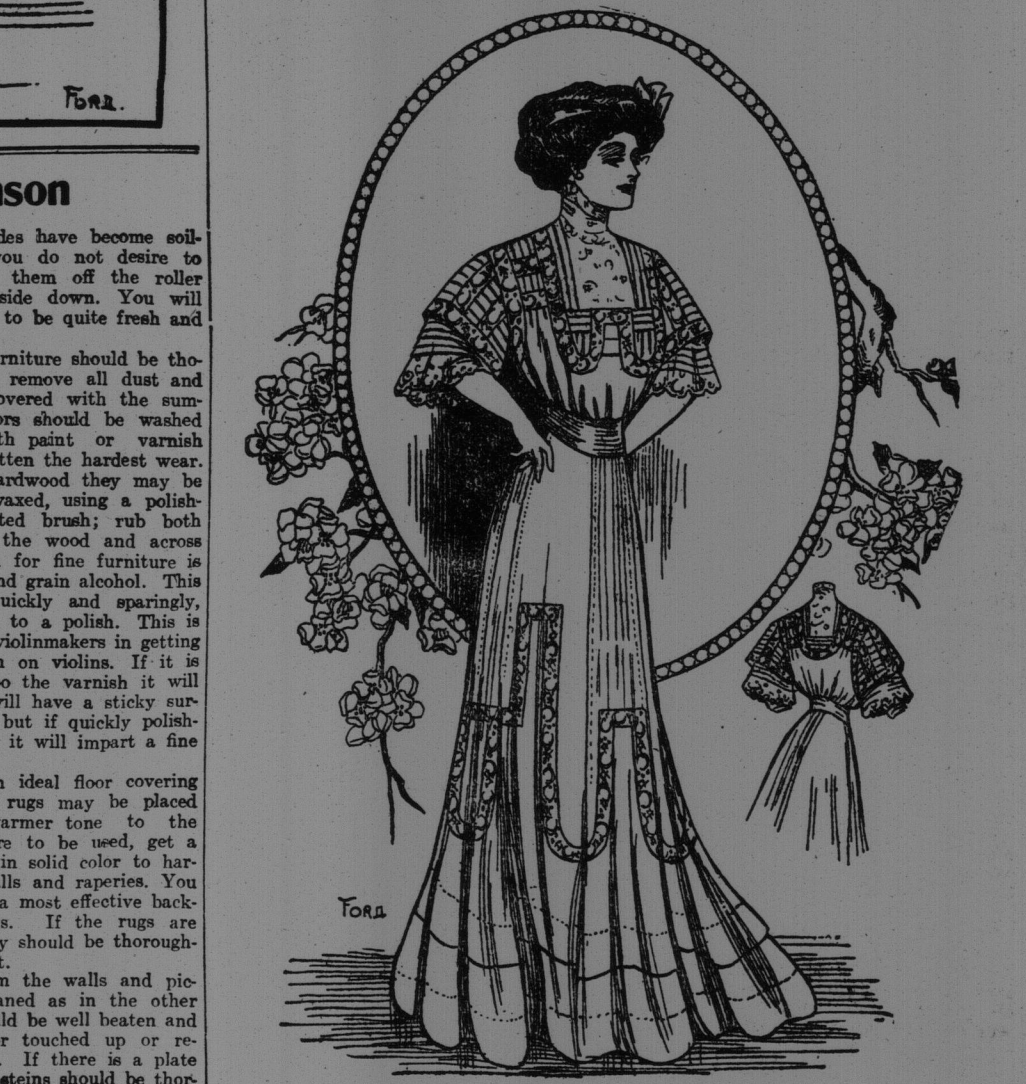 FORD.
nson
des have become soil-
you do not desire to
them off the roller
side down. You will
to be quite fresh and
rniture should be tho-
remove all dust and
overed with the sum-
ors should be washed
th paint or varnish
tten the hardest wear.
ardwood they may be
waxed, using a polish-
ted brush; rub both
the wood and across
for fine furniture is
nd grain alcohol. This
uickly and sparingly,
to a polish. This is
violinmakers in getting
n on violins. If it is
o the varnish it will
will have a sticky sur-
but if quickly polish-
it will impart a fine
n ideal floor covering
rugs may be placed
warmer tone to the
re to be used, get a
in solid color to har-
lls and raperies. You
a most effective back-
s. If the rugs are
y should be thorough-
t.
n the walls and pic-
aned as in the other
ld be well beaten and
r touched up or re-
. If there is a plate
steins should be thor-
FORD